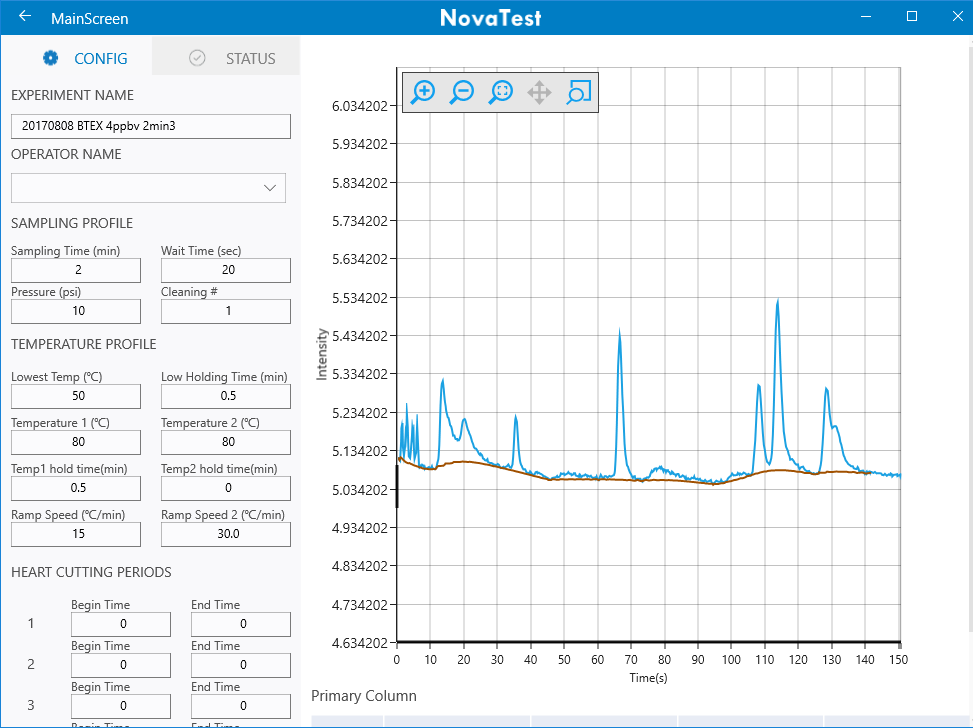 MainScreen
NovaTest
CONFIG
STATUS
EXPERIMENT NAME
20170808 BTEX 4ppbv 2min3
OPERATOR NAME
SAMPLING PROFILE
Sampling Time (min) Wait Time (sec)
2 20
Pressure (psi) Cleaning #
10 1
TEMPERATURE PROFILE
Lowest Temp (℃) Low Holding Time (min)
50 0.5
Temperature 1 (℃) Temperature 2 (℃)
80 80
Temp1 hold time(min) Temp2 hold time(min)
0.5 0
Ramp Speed (℃/min) Ramp Speed 2 (℃/min)
15 30.0
HEART CUTTING PERIODS
Begin Time End Time
1 0 0
Begin Time End Time
2 0 0
Begin Time End Time
3 0 0
Begin Time End Time
Intensity
6.034202
5.934202
5.834202
5.734202
5.634202
5.534202
5.434202
5.334202
5.234202
5.134202
5.034202
4.934202
4.834202
4.734202
4.634202
0 10 20 30 40 50 60 70 80 90 100 110 120 130 140 150
Time(s)
Primary Column